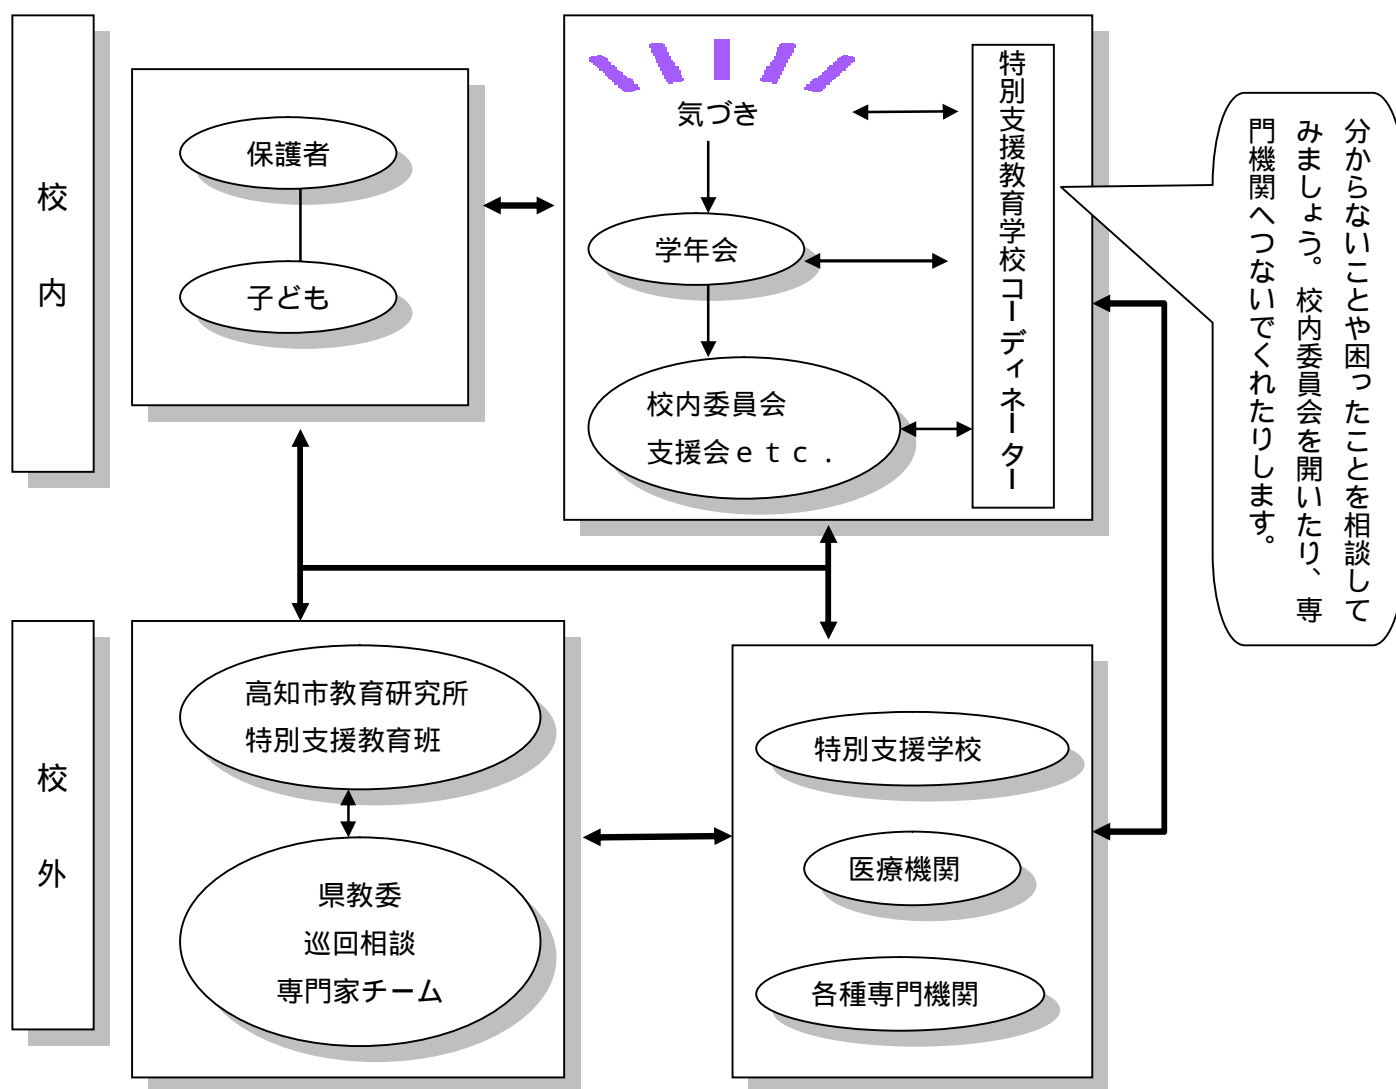 校内
保護者
子ども
気づき
学年会
校内委員会
支援会ｅｔｃ．
特別支援教育学校コーディネーター
分からないことや困ったことを相談して
みましょう。校内委員会を開いたり、専
門機関へつないでくれたりします。
校外
高知市教育研究所
特別支援教育班
県教委
巡回相談
専門家チーム
特別支援学校
医療機関
各種専門機関